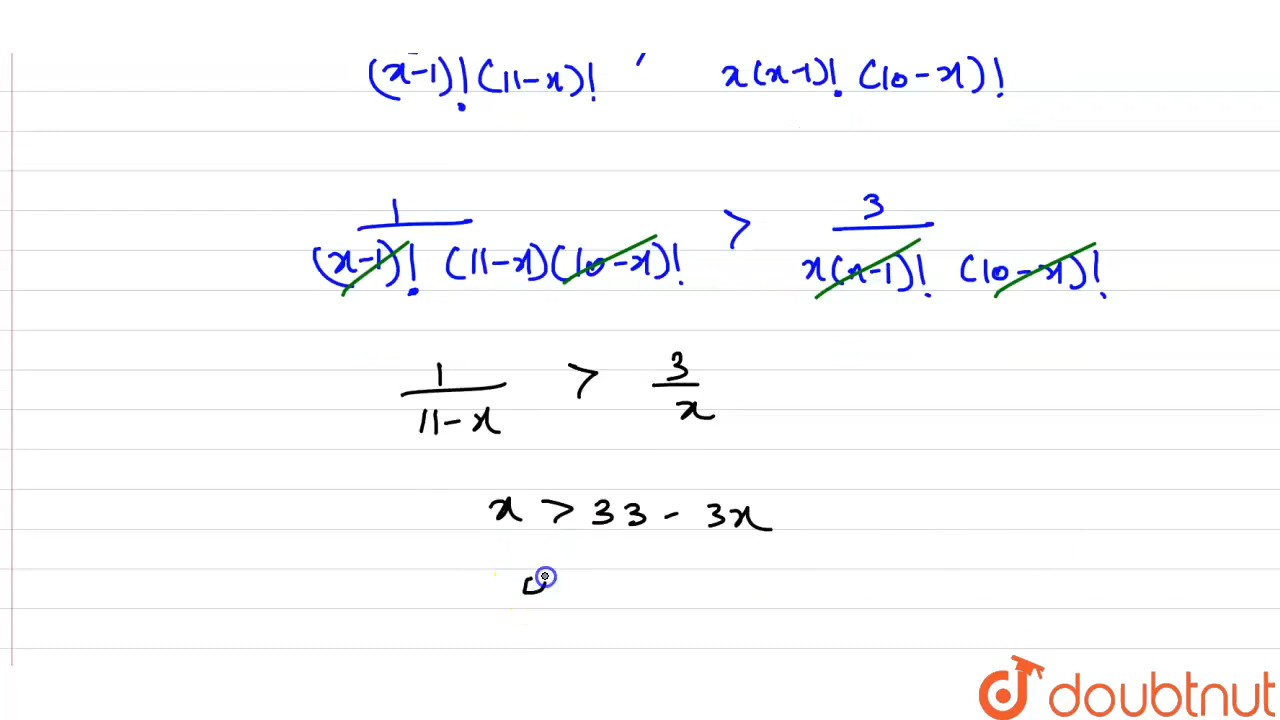 (x-1)! (11-x)! , x(x-1)! (10-x)!
1 / (x-1)! (11-x)(10-x)! > 3 / x(x-1)! (10-x)!
1 / 11-x > 3 / x
x > 33 - 3x
doubtnut